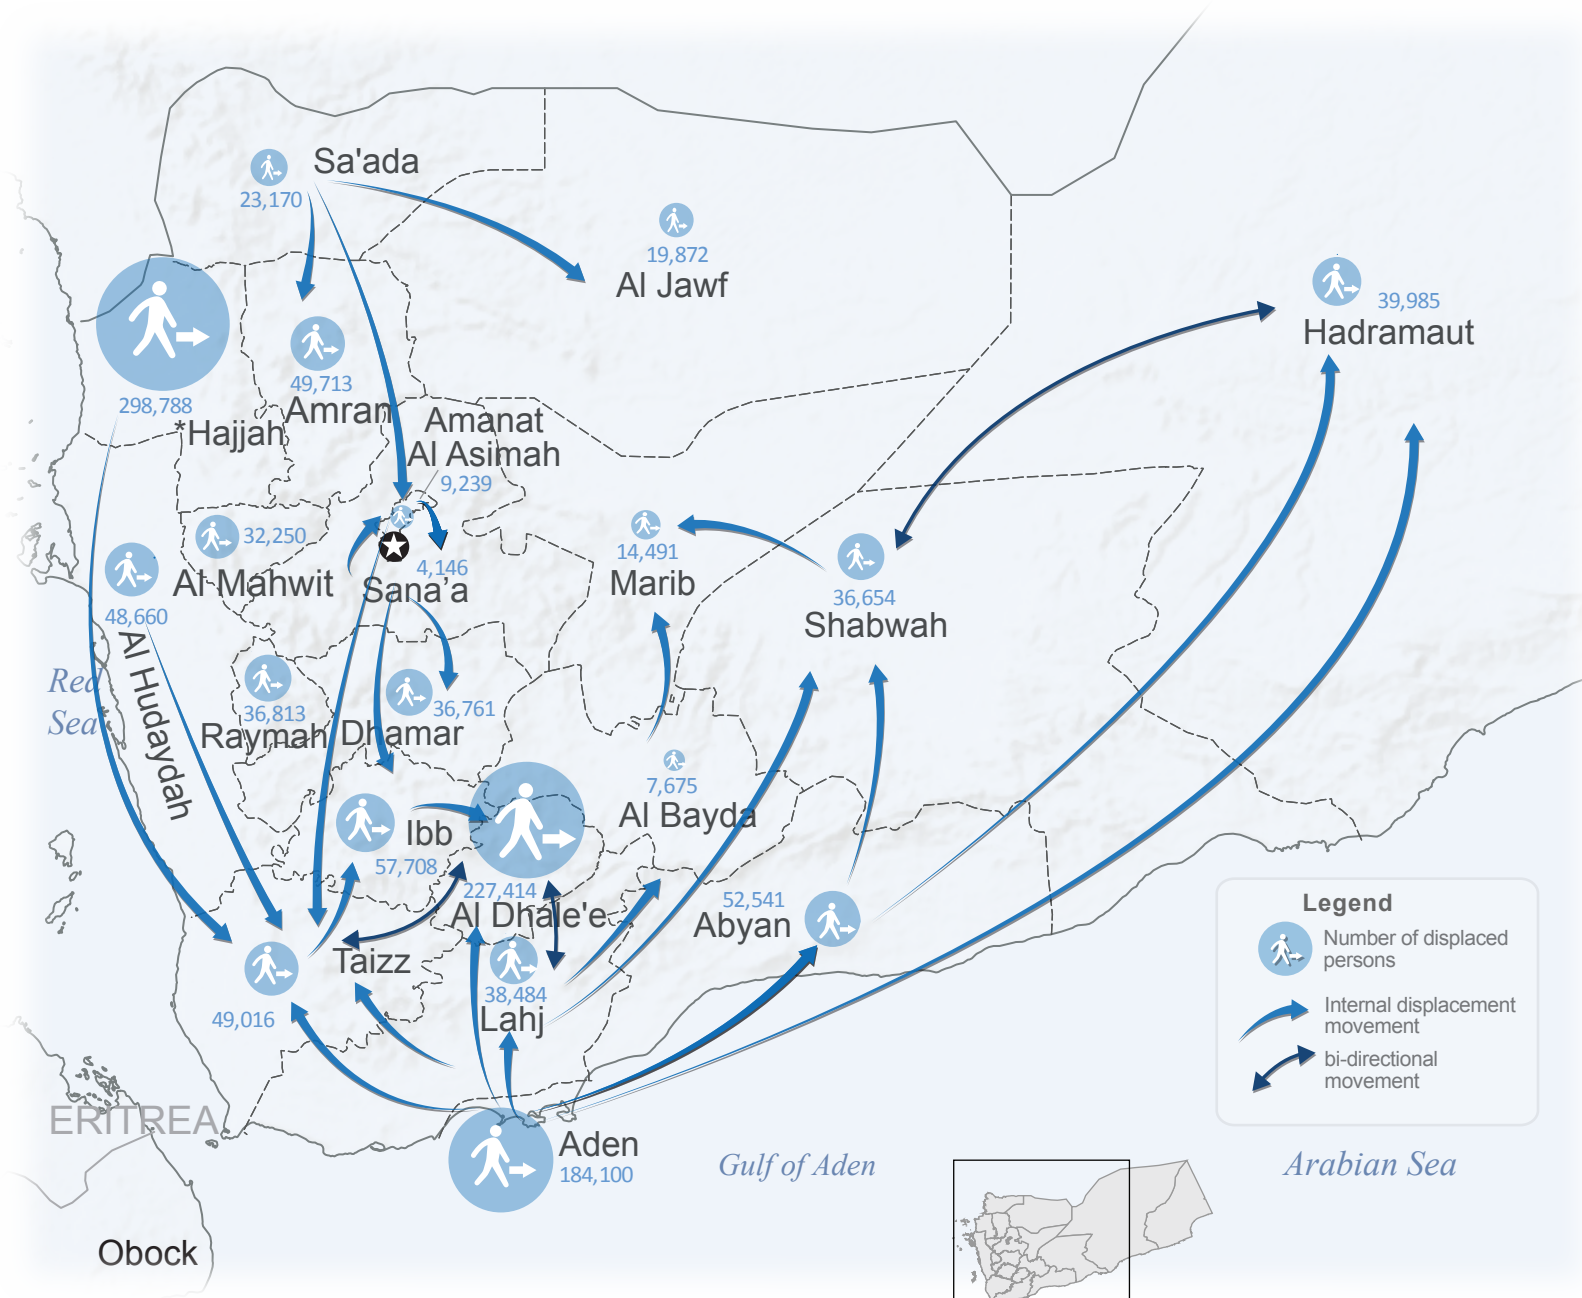 Sa'ada
23,170
19,872
Al Jawf
39,985
Hadramaut
298,788
*Hajjah
49,713
Amran
Amanat
Al Asimah
9,239
32,250
Al Mahwit
48,660
Al Hudaydah
4,146
Sana'a
14,491
Marib
36,654
Shabwah
Red
Sea
36,813
Raymah
36,761
Dhamar
7,675
Al Bayda
Ibb
57,708
227,414
Al Dhale'e
52,541
Abyan
Taizz
49,016
38,484
Lahj
Legend
Number of displaced
persons
Internal displacement
movement
bi-directional
movement
ERITREA
Aden
184,100
Gulf of Aden
Arabian Sea
Obock